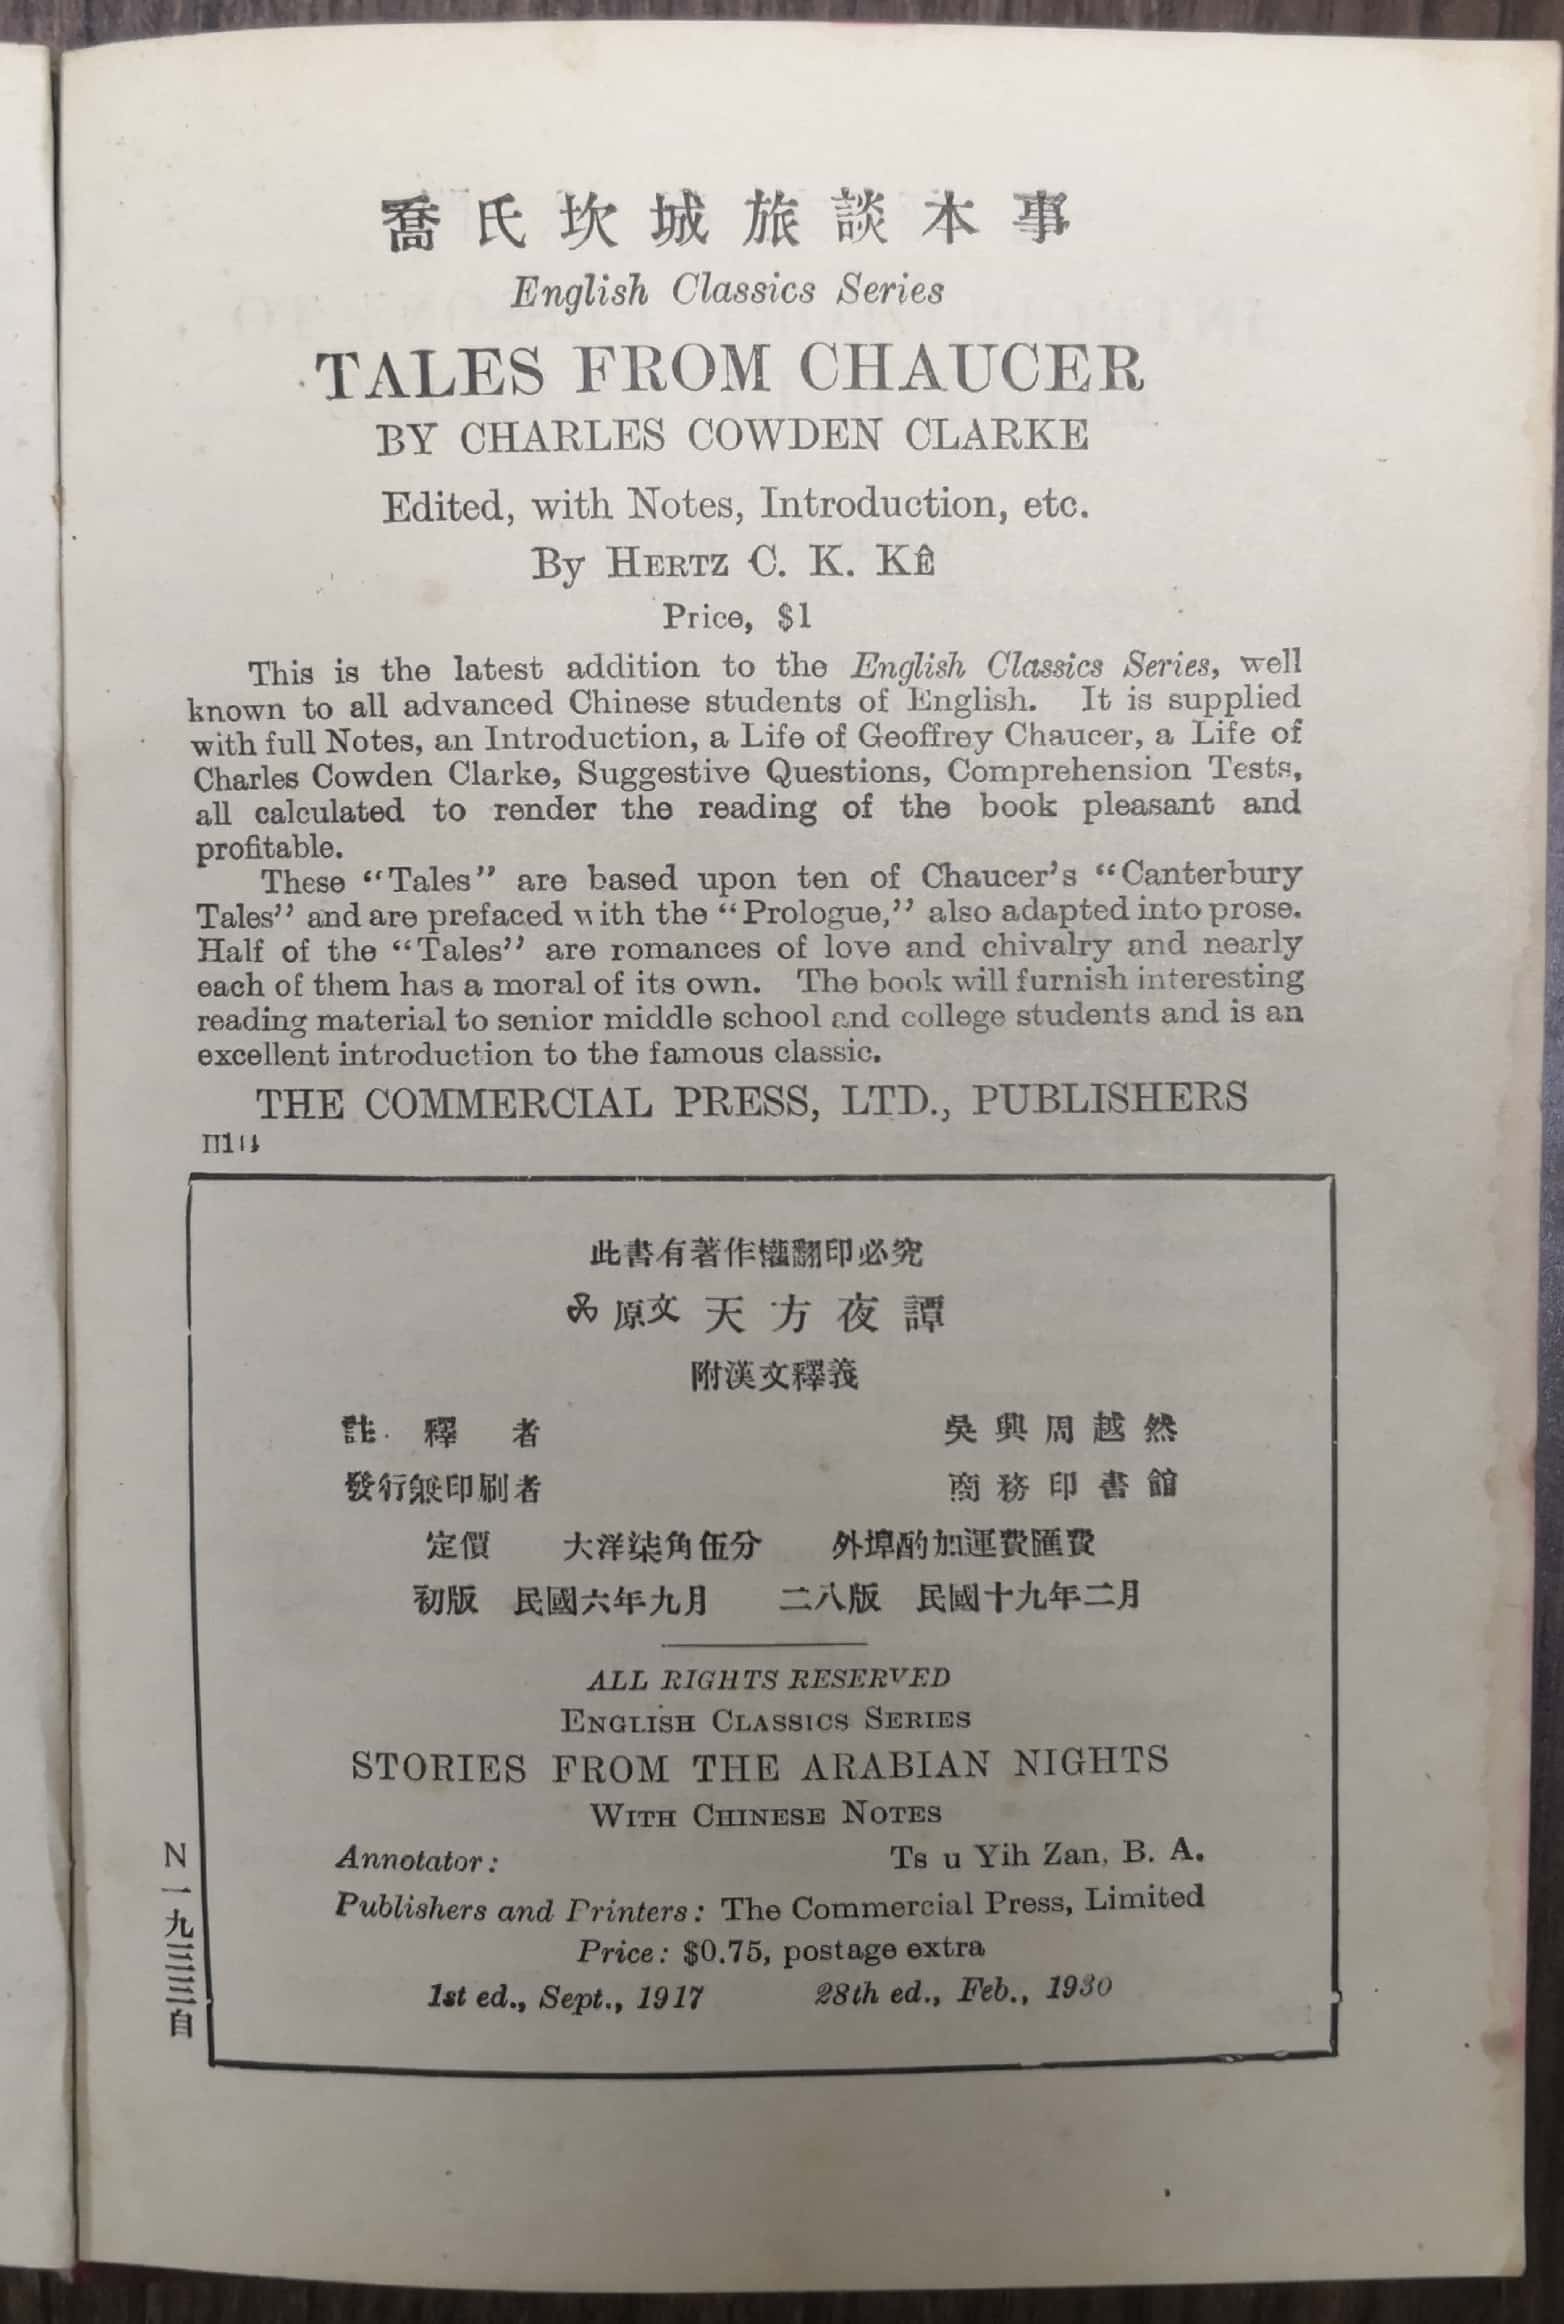 喬氏坎城旅談本事
English Classics Series
TALES FROM CHAUCER
BY CHARLES COWDEN CLARKE
Edited, with Notes, Introduction, etc.
By HERTZ C. K. KÊ
Price, $1
This is the latest addition to the English Classics Series, well
known to all advanced Chinese students of English. It is supplied
with full Notes, an Introduction, a Life of Geoffrey Chaucer, a Life of
Charles Cowden Clarke, Suggestive Questions, Comprehension Tests,
all calculated to render the reading of the book pleasant and
profitable.
These “Tales” are based upon ten of Chaucer’s “Canterbury
Tales” and are prefaced with the “Prologue,” also adapted into prose.
Half of the “Tales” are romances of love and chivalry and nearly
each of them has a moral of its own. The book will furnish interesting
reading material to senior middle school and college students and is an
excellent introduction to the famous classic.
THE COMMERCIAL PRESS, LTD., PUBLISHERS
此書有著作權翻印必究
原文 天方夜譚
附漢文釋義
註釋者 吳興周越然
發行兼印刷者 商務印書館
定價 大洋柒角伍分 外埠酌加運費匯費
初版 民國六年九月 二八版 民國十九年二月
ALL RIGHTS RESERVED
ENGLISH CLASSICS SERIES
STORIES FROM THE ARABIAN NIGHTS
WITH CHINESE NOTES
Annotator: Ts u Yih Zan, B. A.
Publishers and Printers: The Commercial Press, Limited
Price: $0.75, postage extra
1st ed., Sept., 1917 28th ed., Feb., 1930
N一九三三三自